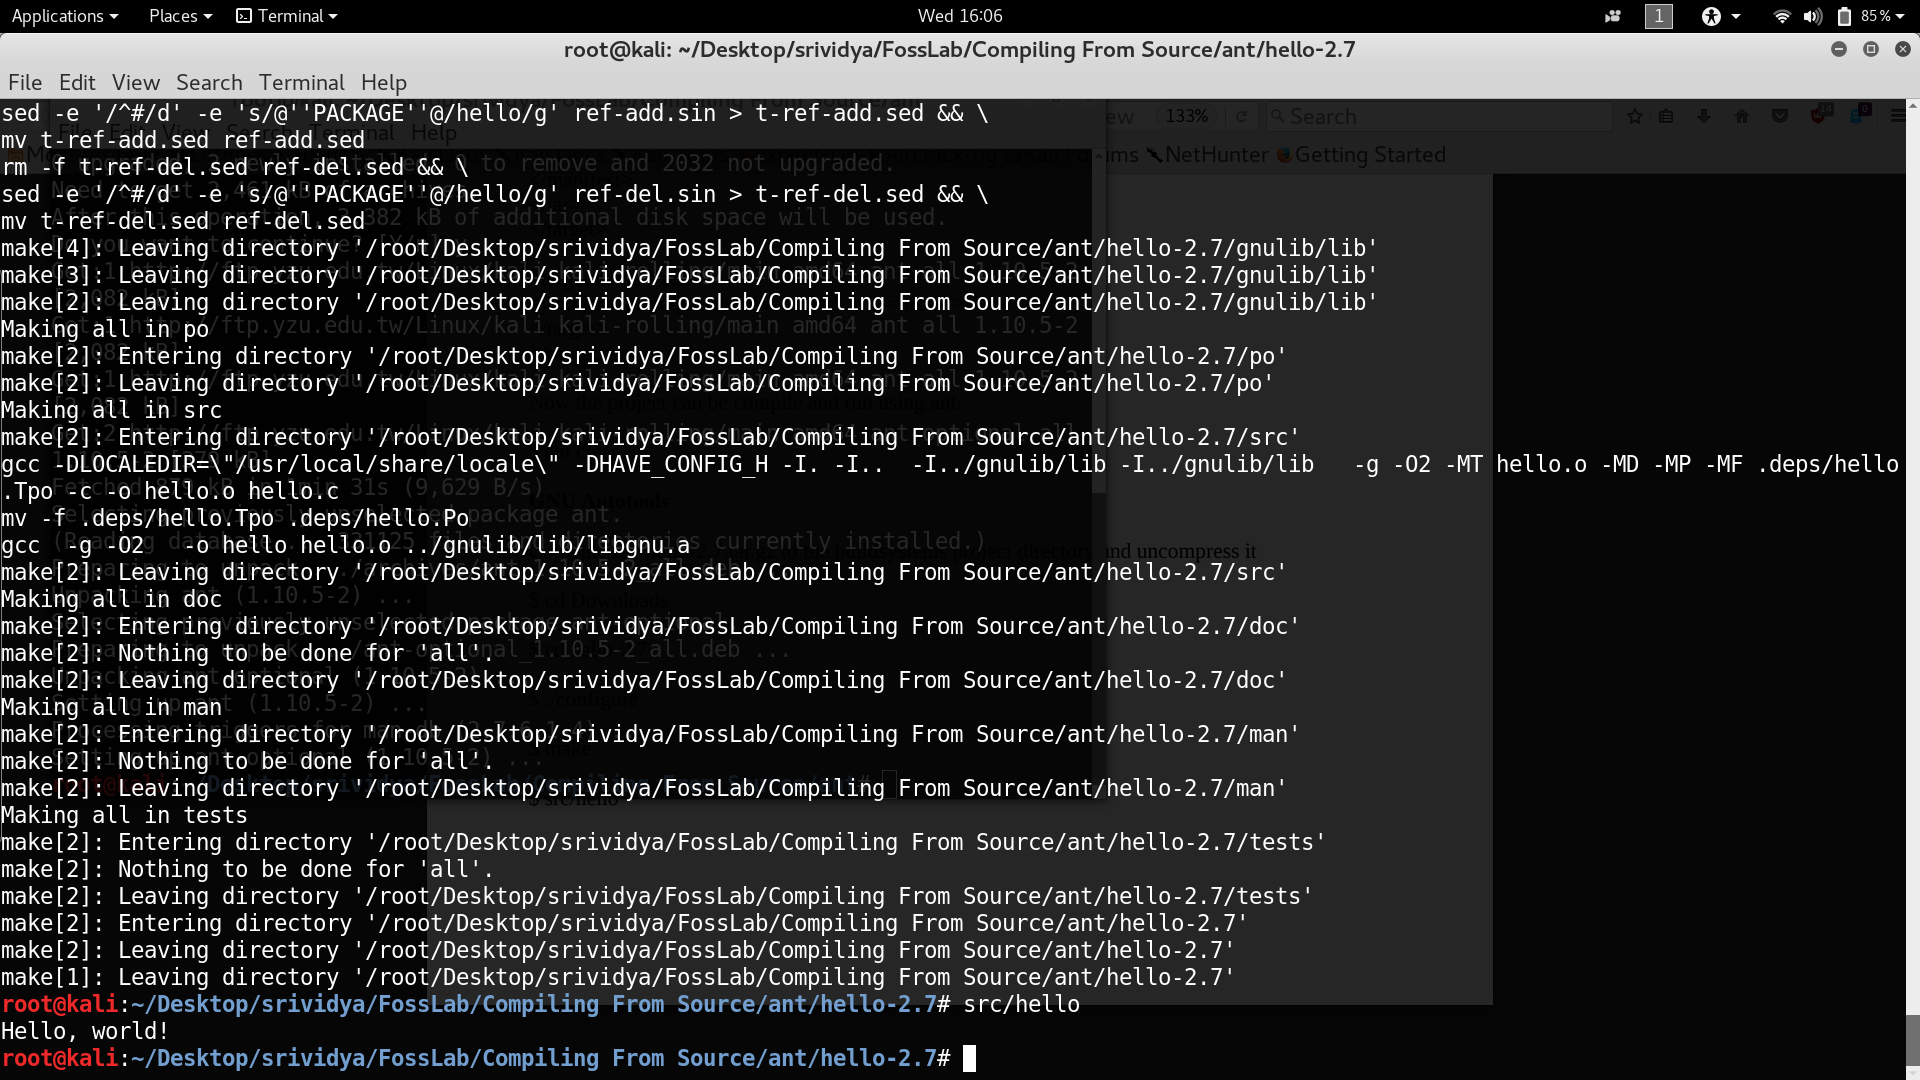 Applications Places Terminal Wed 16:06 1 85%
root@kali: ~/Desktop/srividya/FossLab/Compiling From Source/ant/hello-2.7
File Edit View Search Terminal Help
sed -e '/^#/d' -e 's/@''PACKAGE''@/hello/g' ref-add.sin > t-ref-add.sed && \
mv t-ref-add.sed ref-add.sed
rm -f t-ref-del.sed ref-del.sed && \
sed -e '/^#/d' -e 's/@''PACKAGE''@/hello/g' ref-del.sin > t-ref-del.sed && \
mv t-ref-del.sed ref-del.sed
make[4]: Leaving directory '/root/Desktop/srividya/FossLab/Compiling From Source/ant/hello-2.7/gnulib/lib'
make[3]: Leaving directory '/root/Desktop/srividya/FossLab/Compiling From Source/ant/hello-2.7/gnulib/lib'
make[2]: Leaving directory '/root/Desktop/srividya/FossLab/Compiling From Source/ant/hello-2.7/gnulib/lib'
Making all in po
make[2]: Entering directory '/root/Desktop/srividya/FossLab/Compiling From Source/ant/hello-2.7/po'
make[2]: Leaving directory '/root/Desktop/srividya/FossLab/Compiling From Source/ant/hello-2.7/po'
Making all in src
make[2]: Entering directory '/root/Desktop/srividya/FossLab/Compiling From Source/ant/hello-2.7/src'
gcc -DLOCALEDIR=\"/usr/local/share/locale\" -DHAVE_CONFIG_H -I. -I..  -I../gnulib/lib -I../gnulib/lib   -g -O2 -MT hello.o -MD -MP -MF .deps/hello
.Tpo -c -o hello.o hello.c
mv -f .deps/hello.Tpo .deps/hello.Po
gcc  -g -O2   -o hello hello.o ../gnulib/lib/libgnu.a
make[2]: Leaving directory '/root/Desktop/srividya/FossLab/Compiling From Source/ant/hello-2.7/src'
Making all in doc
make[2]: Entering directory '/root/Desktop/srividya/FossLab/Compiling From Source/ant/hello-2.7/doc'
make[2]: Nothing to be done for 'all'.
make[2]: Leaving directory '/root/Desktop/srividya/FossLab/Compiling From Source/ant/hello-2.7/doc'
Making all in man
make[2]: Entering directory '/root/Desktop/srividya/FossLab/Compiling From Source/ant/hello-2.7/man'
make[2]: Nothing to be done for 'all'.
make[2]: Leaving directory '/root/Desktop/srividya/FossLab/Compiling From Source/ant/hello-2.7/man'
Making all in tests
make[2]: Entering directory '/root/Desktop/srividya/FossLab/Compiling From Source/ant/hello-2.7/tests'
make[2]: Nothing to be done for 'all'.
make[2]: Leaving directory '/root/Desktop/srividya/FossLab/Compiling From Source/ant/hello-2.7/tests'
make[2]: Entering directory '/root/Desktop/srividya/FossLab/Compiling From Source/ant/hello-2.7'
make[2]: Leaving directory '/root/Desktop/srividya/FossLab/Compiling From Source/ant/hello-2.7'
make[1]: Leaving directory '/root/Desktop/srividya/FossLab/Compiling From Source/ant/hello-2.7'
root@kali:~/Desktop/srividya/FossLab/Compiling From Source/ant/hello-2.7# src/hello
Hello, world!
root@kali:~/Desktop/srividya/FossLab/Compiling From Source/ant/hello-2.7#
133%
Search
NetHunter Getting Started
and uncompress it